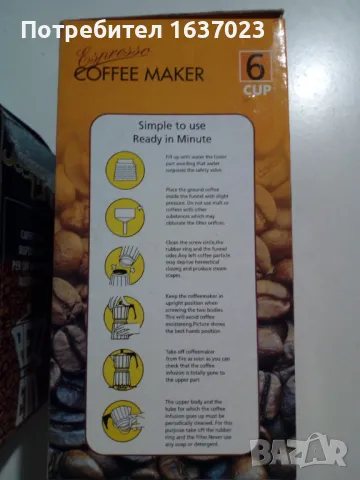 Потребител 1637023
Espresso
COFFEE MAKER
6
CUP
Simple to use
Ready in Minute
Fill up with water the lower
part avoiding that water
surpasses the safety valve.
Place the ground coffee
inside the funnel with slight
pressure. Do not use malt or
coffees with other
substances which may
obturate the filter orifices.
Clean the screw circle, the
rubber ring and the funnel
sides. Any left coffee particle
may deprive hermetical
closing and produce steam
scapes.
Keep the coffeemaker in
upright position when
screwing the two bodies.
This will avoid coffee
moistening. Picture shows
the best hands position.
Take off coffeemaker
from fire as soon as you can
check that the coffee
infusion is totally gone to
the upper part
The upper body and the
tube for which the coffee
infusion goes up must be
periodically cleaned. For this
purpose take off the rubber
ring and the filter. Never use
any soap or detergent.
BAZAR